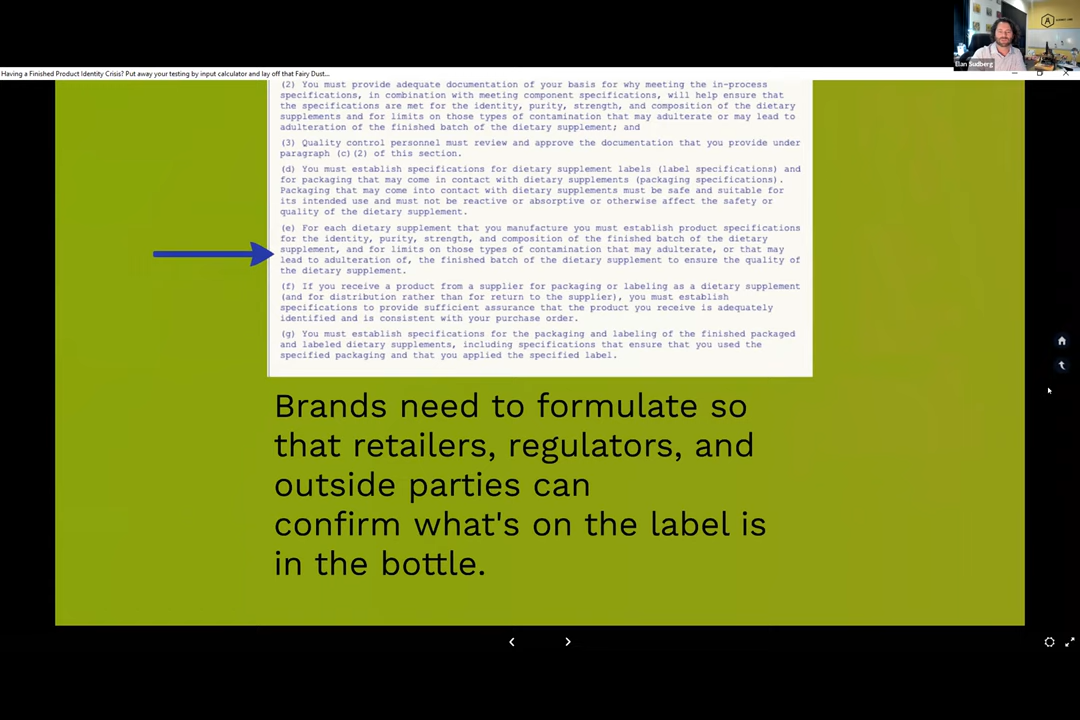 Elan Sudberg
Having a Finished Product Identity Crisis? Put away your testing by input calculator and lay off that Fairy Dust...
(2) You must provide adequate documentation of your basis for why meeting the in-process
specifications, in combination with meeting component specifications, will help ensure that
the specifications are met for the identity, purity, strength, and composition of the dietary
supplements and for limits on those types of contamination that may adulterate or may lead to
adulteration of the finished batch of the dietary supplement; and
(3) Quality control personnel must review and approve the documentation that you provide under
paragraph (c)(2) of this section.
(d) You must establish specifications for dietary supplement labels (label specifications) and
for packaging that may come in contact with dietary supplements (packaging specifications).
Packaging that may come into contact with dietary supplements must be safe and suitable for
its intended use and must not be reactive or absorptive or otherwise affect the safety or
quality of the dietary supplement.
(e) For each dietary supplement that you manufacture you must establish product specifications
for the identity, purity, strength, and composition of the finished batch of the dietary
supplement, and for limits on those types of contamination that may adulterate, or that may
lead to adulteration of, the finished batch of the dietary supplement to ensure the quality of
the dietary supplement.
(f) If you receive a product from a supplier for packaging or labeling as a dietary supplement
(and for distribution rather than for return to the supplier), you must establish
specifications to provide sufficient assurance that the product you receive is adequately
identified and is consistent with your purchase order.
(g) You must establish specifications for the packaging and labeling of the finished packaged
and labeled dietary supplements, including specifications that ensure that you used the
specified packaging and that you applied the specified label.
Brands need to formulate so
that retailers, regulators, and
outside parties can
confirm what's on the label is
in the bottle.